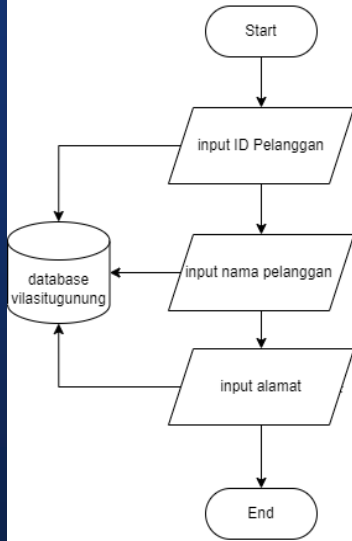 Start
input ID Pelanggan
input nama pelanggan
database
vilasitugunung
input alamat
End